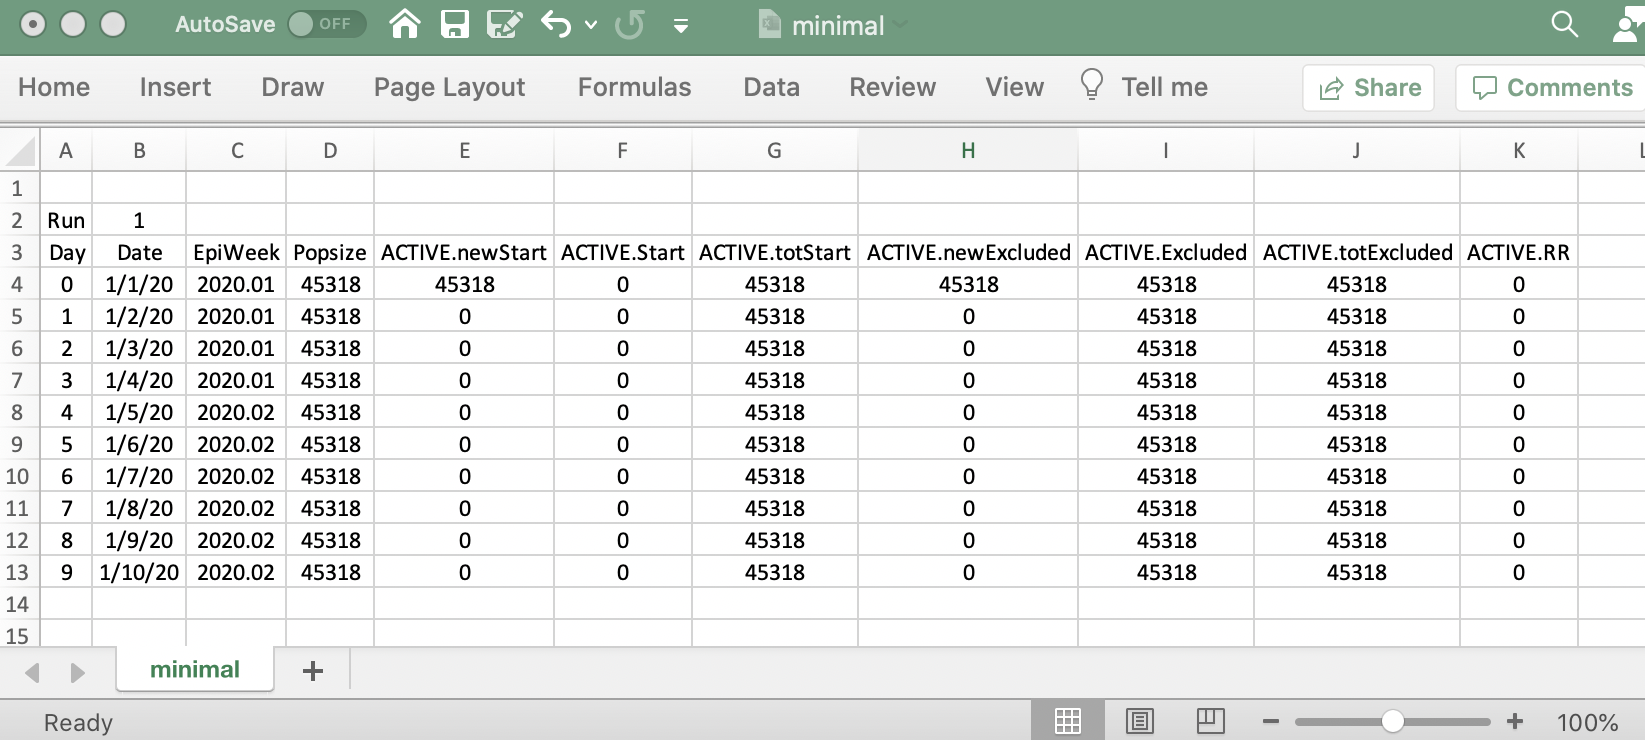 AutoSave OFF minimal
Home Insert Draw Page Layout Formulas Data Review View Tell me Share Comments
A B C D E F G H I J K L
1
2 Run 1
3 Day Date EpiWeek Popsize ACTIVE.newStart ACTIVE.Start ACTIVE.totStart ACTIVE.newExcluded ACTIVE.Excluded ACTIVE.totExcluded ACTIVE.RR
4 0 1/1/20 2020.01 45318 45318 0 45318 45318 45318 45318 0
5 1 1/2/20 2020.01 45318 0 0 45318 0 45318 45318 0
6 2 1/3/20 2020.01 45318 0 0 45318 0 45318 45318 0
7 3 1/4/20 2020.01 45318 0 0 45318 0 45318 45318 0
8 4 1/5/20 2020.02 45318 0 0 45318 0 45318 45318 0
9 5 1/6/20 2020.02 45318 0 0 45318 0 45318 45318 0
10 6 1/7/20 2020.02 45318 0 0 45318 0 45318 45318 0
11 7 1/8/20 2020.02 45318 0 0 45318 0 45318 45318 0
12 8 1/9/20 2020.02 45318 0 0 45318 0 45318 45318 0
13 9 1/10/20 2020.02 45318 0 0 45318 0 45318 45318 0
14
15
minimal
Ready 100%